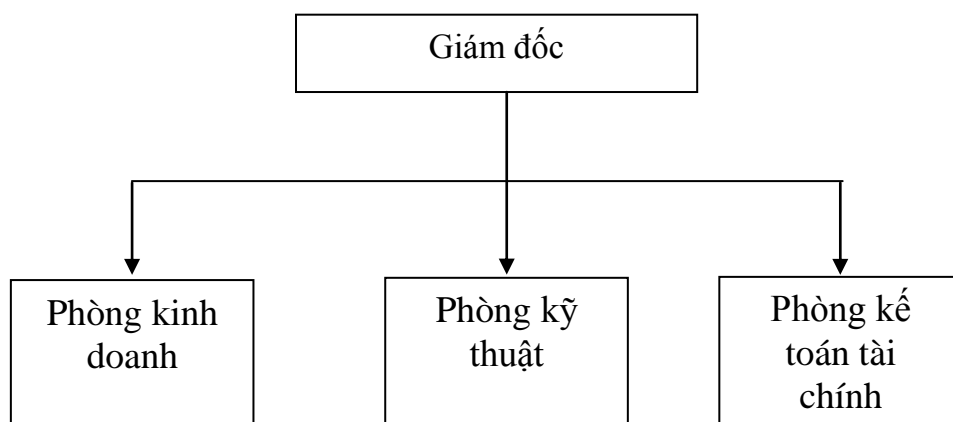 Giám đốc
Phòng kinh
doanh
Phòng kỹ
thuật
Phòng kế
toán tài
chính